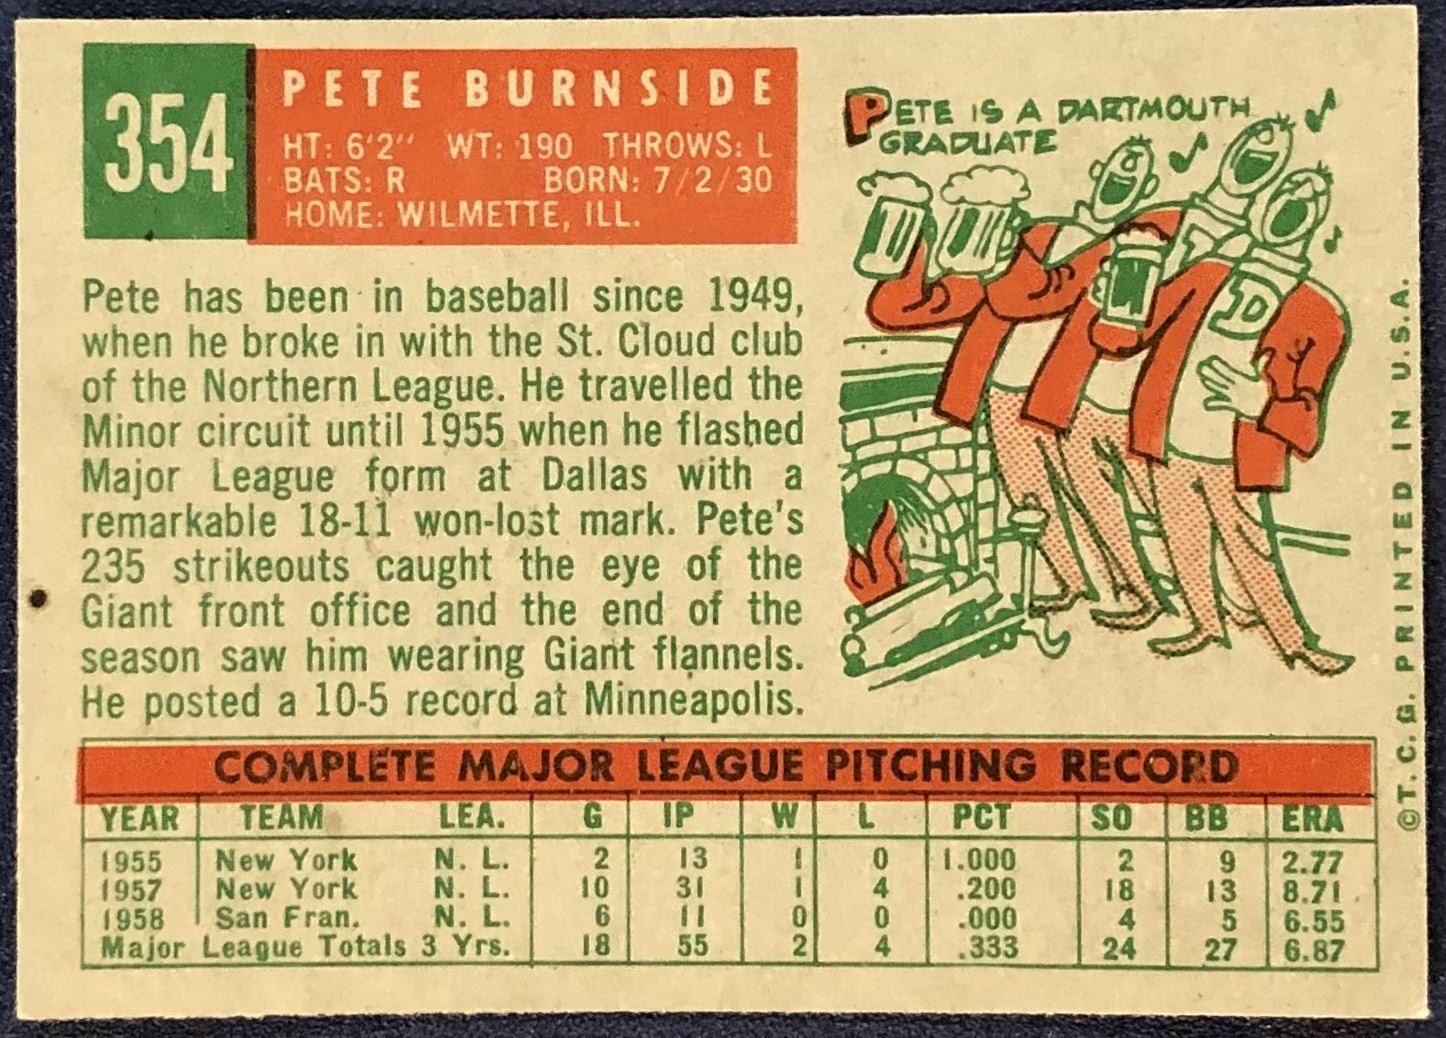 354
PETE BURNSIDE
HT: 6'2" WT: 190 THROWS: L
BATS: R BORN: 7/2/30
HOME: WILMETTE, ILL.
PETE IS A DARTMOUTH
GRADUATE
D
Pete has been in baseball since 1949,
when he broke in with the St. Cloud club
of the Northern League. He travelled the
Minor circuit until 1955 when he flashed
Major League form at Dallas with a
remarkable 18-11 won-lost mark. Pete's
235 strikeouts caught the eye of the
Giant front office and the end of the
season saw him wearing Giant flannels.
He posted a 10-5 record at Minneapolis.
COMPLETE MAJOR LEAGUE PITCHING RECORD
YEAR TEAM LEA. G IP W L PCT SO BB ERA
1955 New York N. L. 2 13 1 0 1.000 2 9 2.77
1957 New York N. L. 10 31 1 4 .200 18 13 8.71
1958 San Fran. N. L. 6 11 0 0 .000 4 5 6.55
Major League Totals 3 Yrs. 18 55 2 4 .333 24 27 6.87
©T. C. G. PRINTED IN U.S.A.